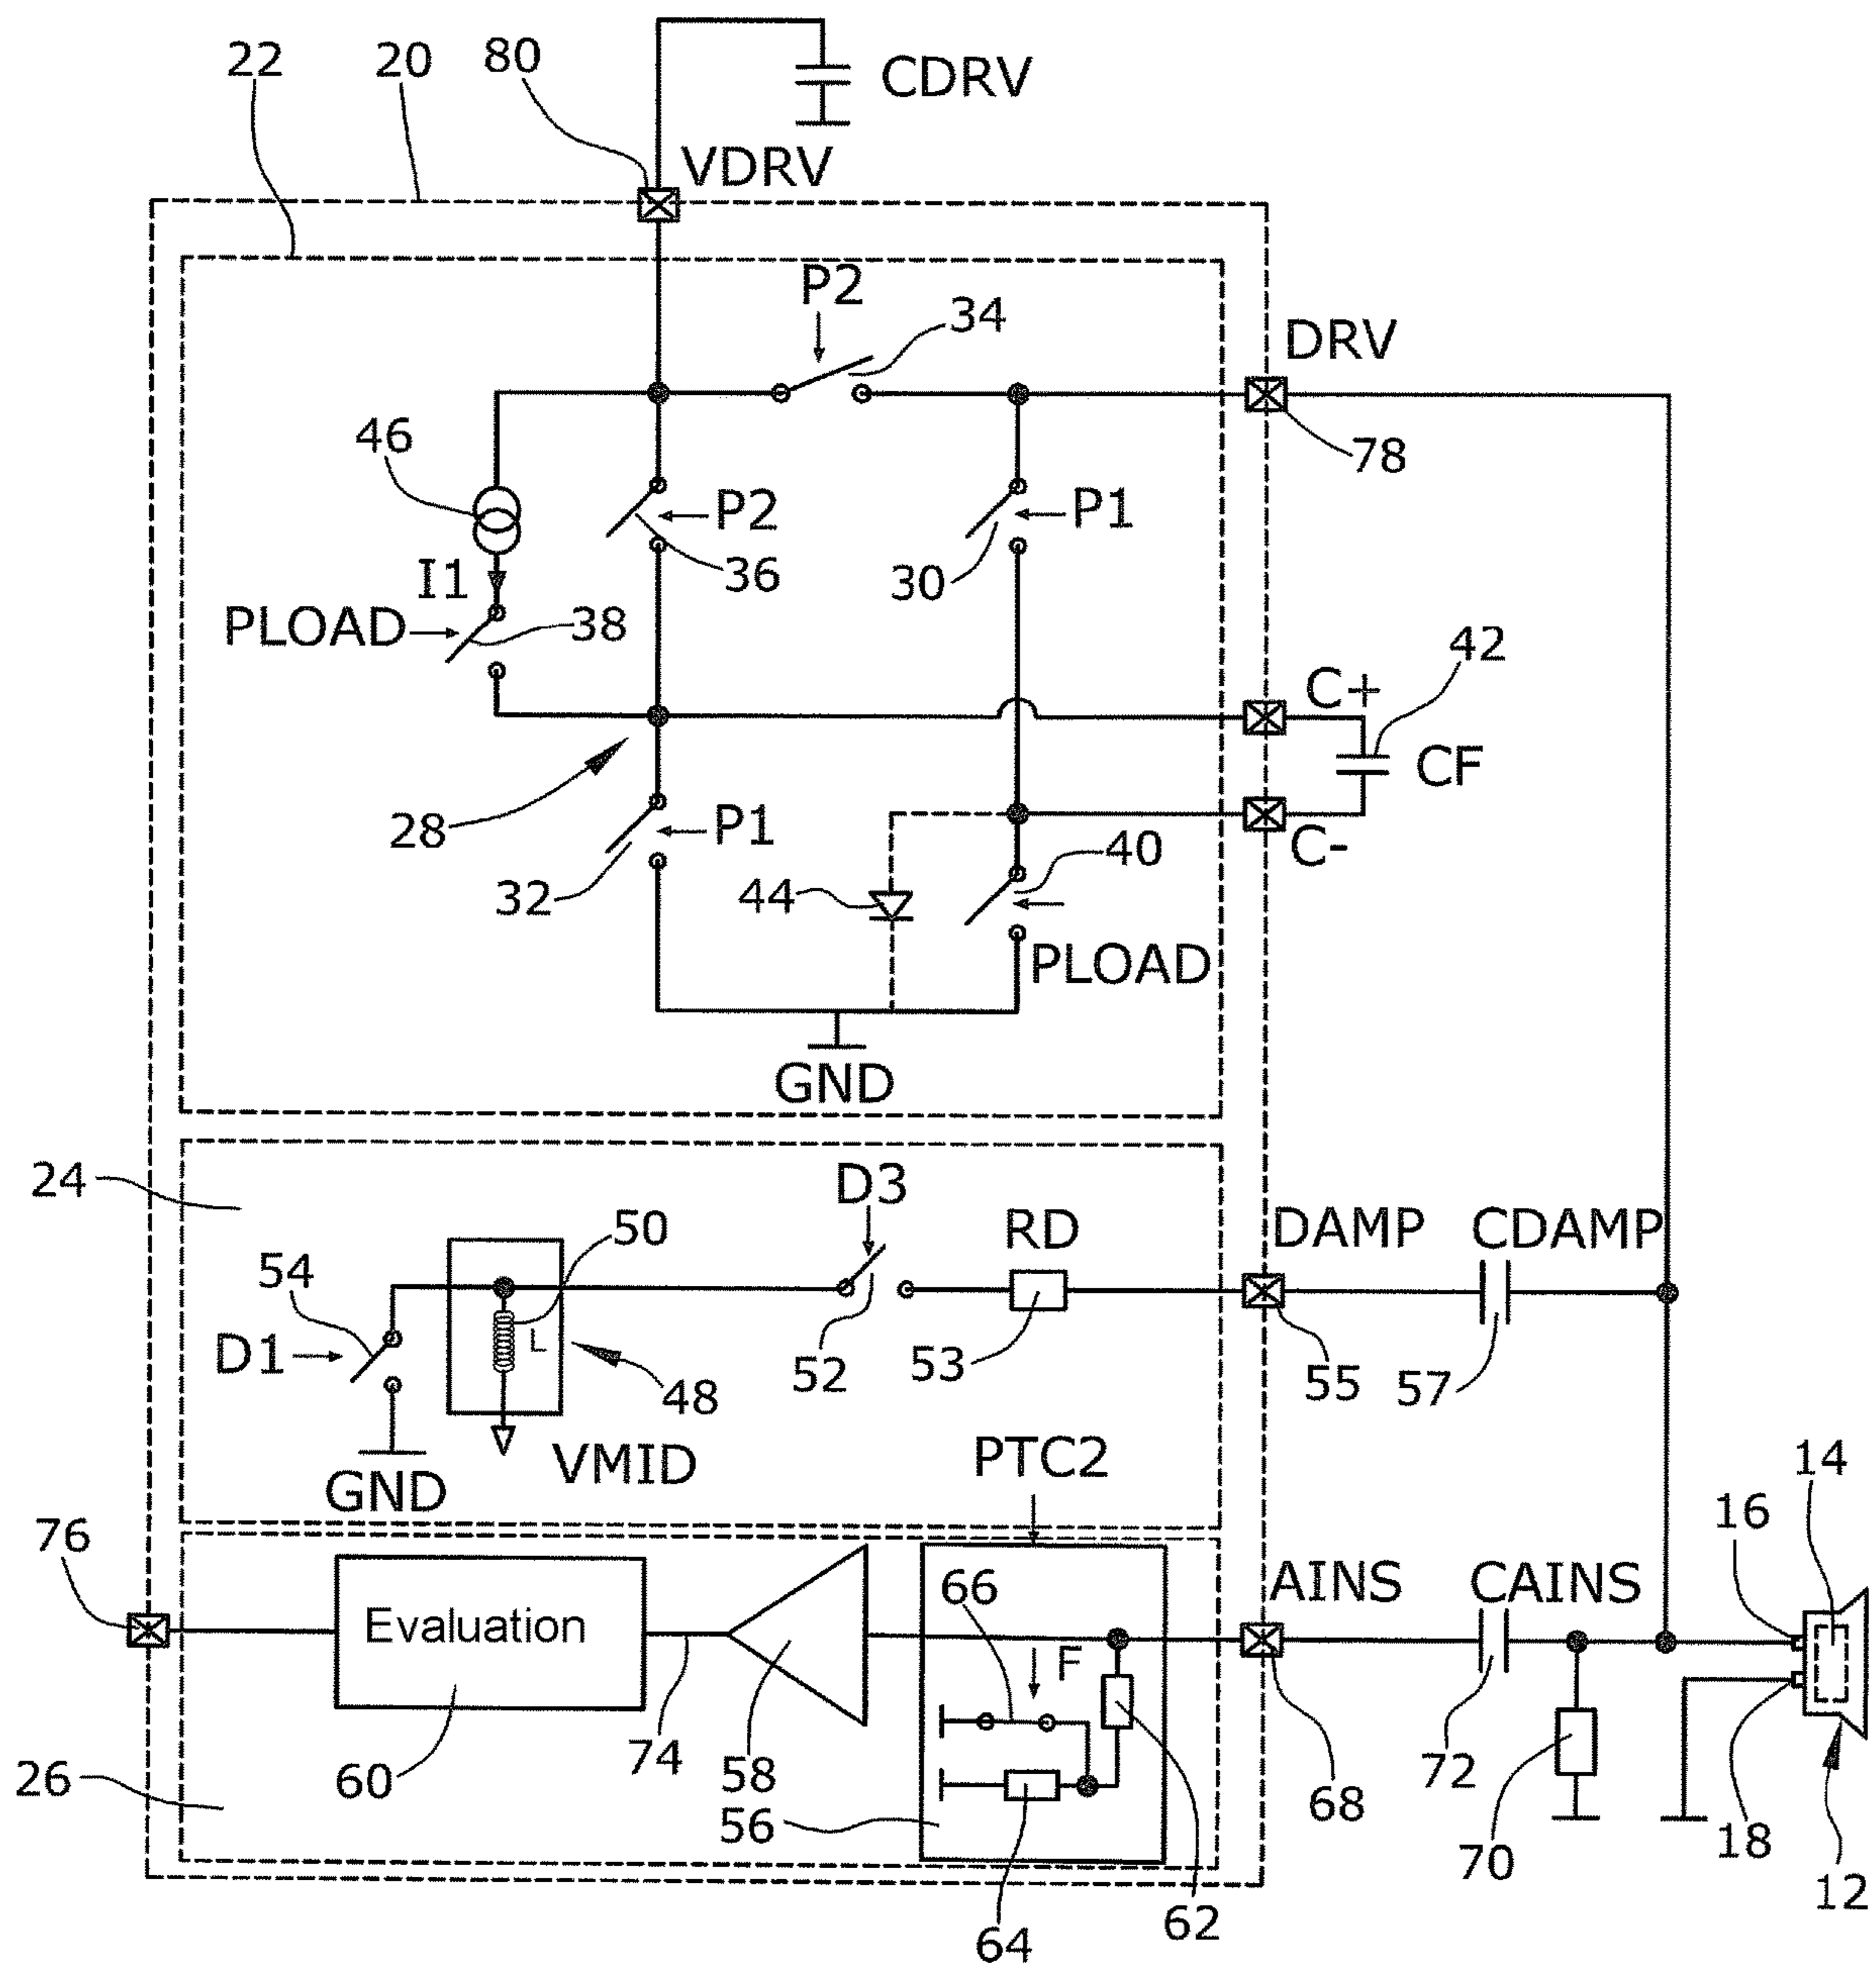 80
22
20
CDRV
VDRV
P2
34
DRV
46
78
P2
P1
36
30
I1
PLOAD
38
C+
42
CF
28
P1
C-
40
32
44
PLOAD
GND
24
D3
50
RD
DAMP
CDAMP
54
L
D1
52
53
55
57
48
VMID
PTC2
14
GND
16
76
AINS
CAINS
66
Evaluation
F
74
58
60
72
26
56
68
70
18
12
62
64